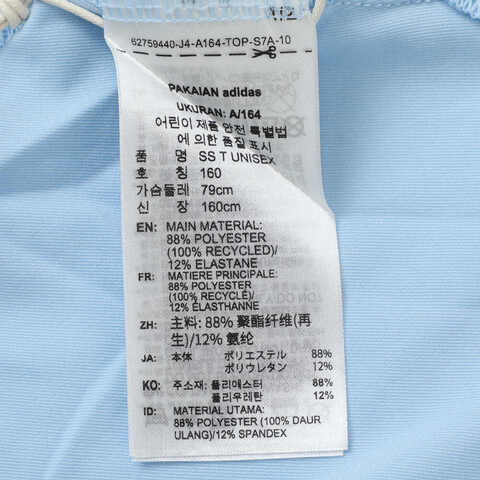 62759440-J4-A164-TOP-S7A-10
PAKAIAN adidas
UKURAN: A/164
어린이 제품 안전 특별법
에 의한 품질 표시
품 명 SS T UNISEX
호 칭 160
가슴둘레 79cm
신 장 160cm
EN: MAIN MATERIAL:
88% POLYESTER
(100% RECYCLED)/
12% ELASTANE
FR: MATIERE PRINCIPALE:
88% POLYESTER
(100% RECYCLÉ)/
12% ÉLASTHANNE
ZH: 主料: 88% 聚酯纤维(再
生)/12% 氨纶
JA: 本体 ポリエステル 88%
ポリウレタン 12%
KO: 주소재: 폴리에스터 88%
폴리우레탄 12%
ID: MATERIAL UTAMA:
88% POLYESTER (100% DAUR
ULANG)/12% SPANDEX